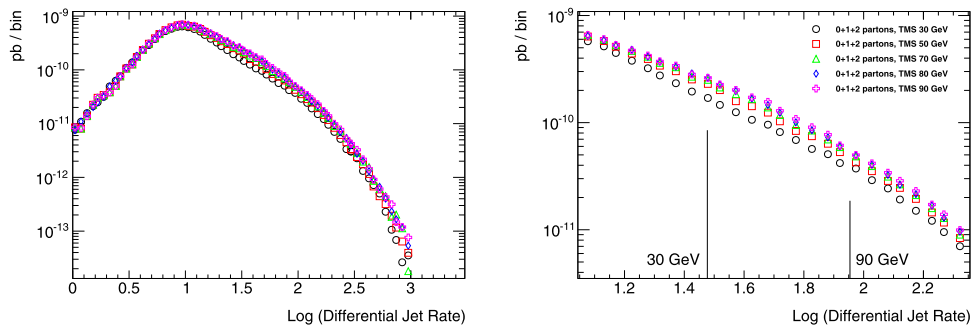 pb / bin
10⁻⁹
10⁻¹⁰
10⁻¹¹
10⁻¹²
10⁻¹³
0 0.5 1 1.5 2 2.5 3
Log (Differential Jet Rate)
pb / bin
10⁻⁹
10⁻¹⁰
10⁻¹¹
0+1+2 partons, TMS 30 GeV
0+1+2 partons, TMS 50 GeV
0+1+2 partons, TMS 70 GeV
0+1+2 partons, TMS 80 GeV
0+1+2 partons, TMS 90 GeV
30 GeV
90 GeV
1.2 1.4 1.6 1.8 2 2.2
Log (Differential Jet Rate)